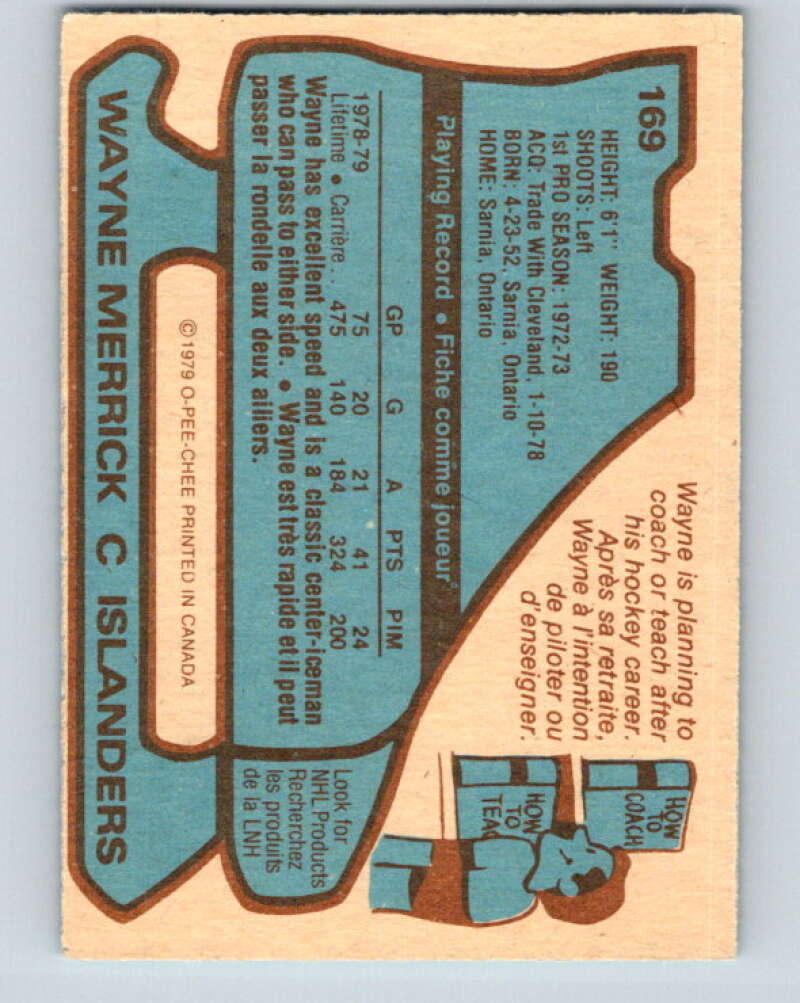 169
HEIGHT: 6'1" WEIGHT: 190
SHOOTS: Left
1st PRO SEASON: 1972-73
ACQ: Trade With Cleveland, 1-10-78
BORN: 4-23-52, Sarnia, Ontario
HOME: Sarnia, Ontario
Wayne is planning to
coach or teach after
his hockey career.
Après sa retraite,
Wayne à l'intention
de piloter ou
d'enseigner.
HOW
TO
COACH
HOW
TO
TEAC
Playing Record • Fiche comme joueur
GP G A PTS PIM
1978-79 75 20 21 41 24
Lifetime • Carrière.. 475 140 184 324 200
Wayne has excellent speed and is a classic center-iceman
who can pass to either side. • Wayne est très rapide et il peut
passer la rondelle aux deux ailiers.
Look for
NHL Products
Recherchez
les produits
de la LNH
©1979 O-PEE-CHEE PRINTED IN CANADA
WAYNE MERRICK C ISLANDERS